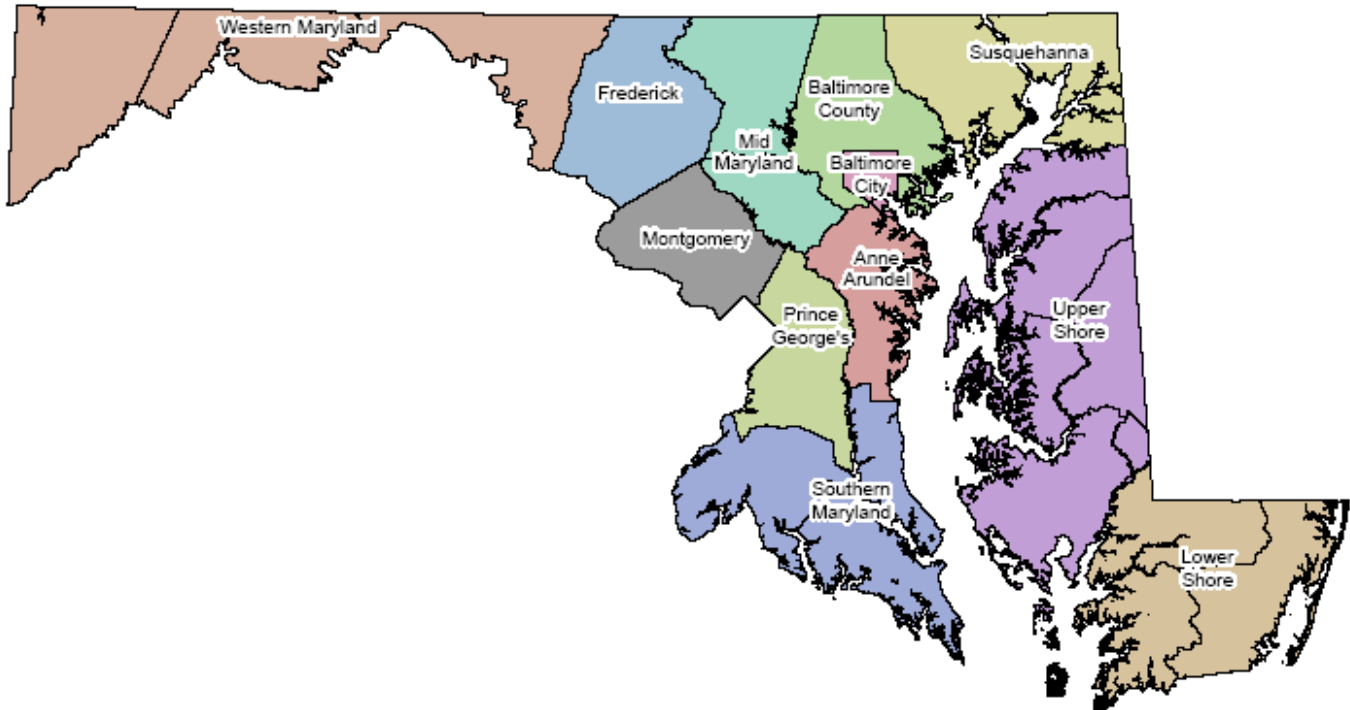 Western Maryland
Susquehanna
Frederick
Baltimore
County
Mid
Maryland
Baltimore
City
Montgomery
Anne
Arundel
Prince
George's
Upper
Shore
Southern
Maryland
Lower
Shore